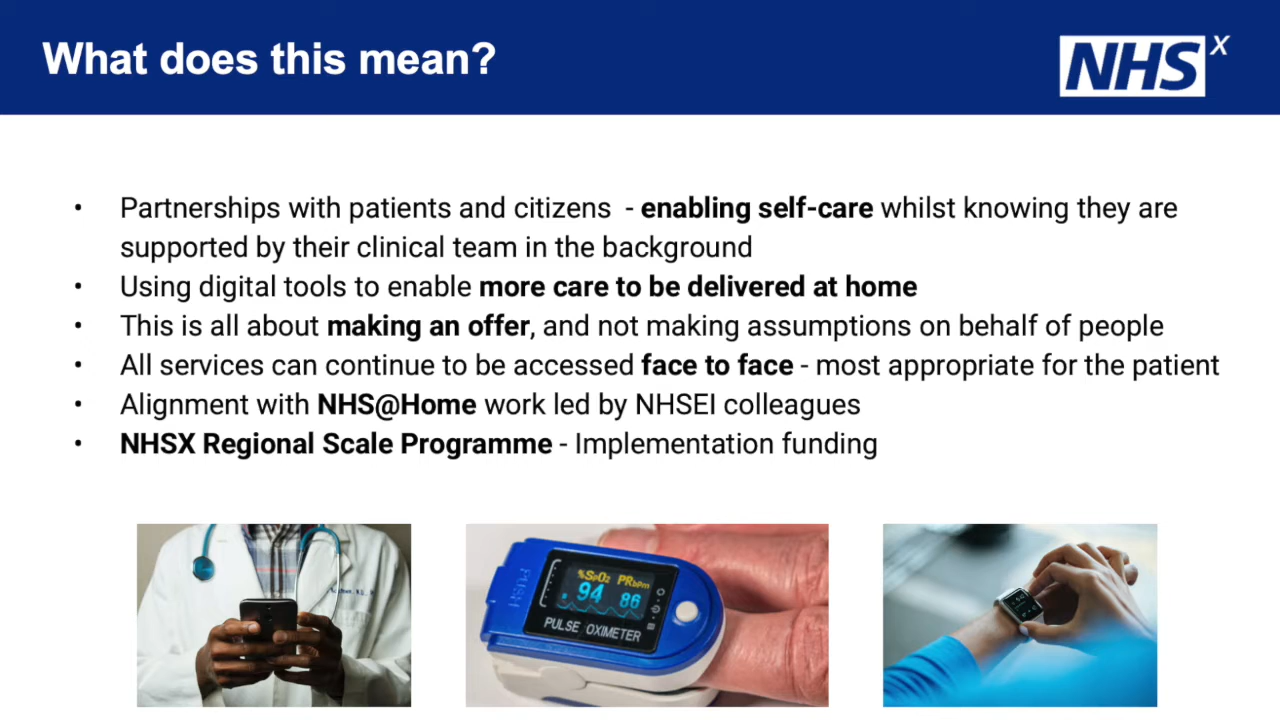 What does this mean?
NHS X
• Partnerships with patients and citizens - enabling self-care whilst knowing they are
supported by their clinical team in the background
• Using digital tools to enable more care to be delivered at home
• This is all about making an offer, and not making assumptions on behalf of people
• All services can continue to be accessed face to face - most appropriate for the patient
• Alignment with NHS@Home work led by NHSEI colleagues
• NHSX Regional Scale Programme - Implementation funding
PUSH
%SpO2 PRbpm
94 86
PULSE OXIMETER